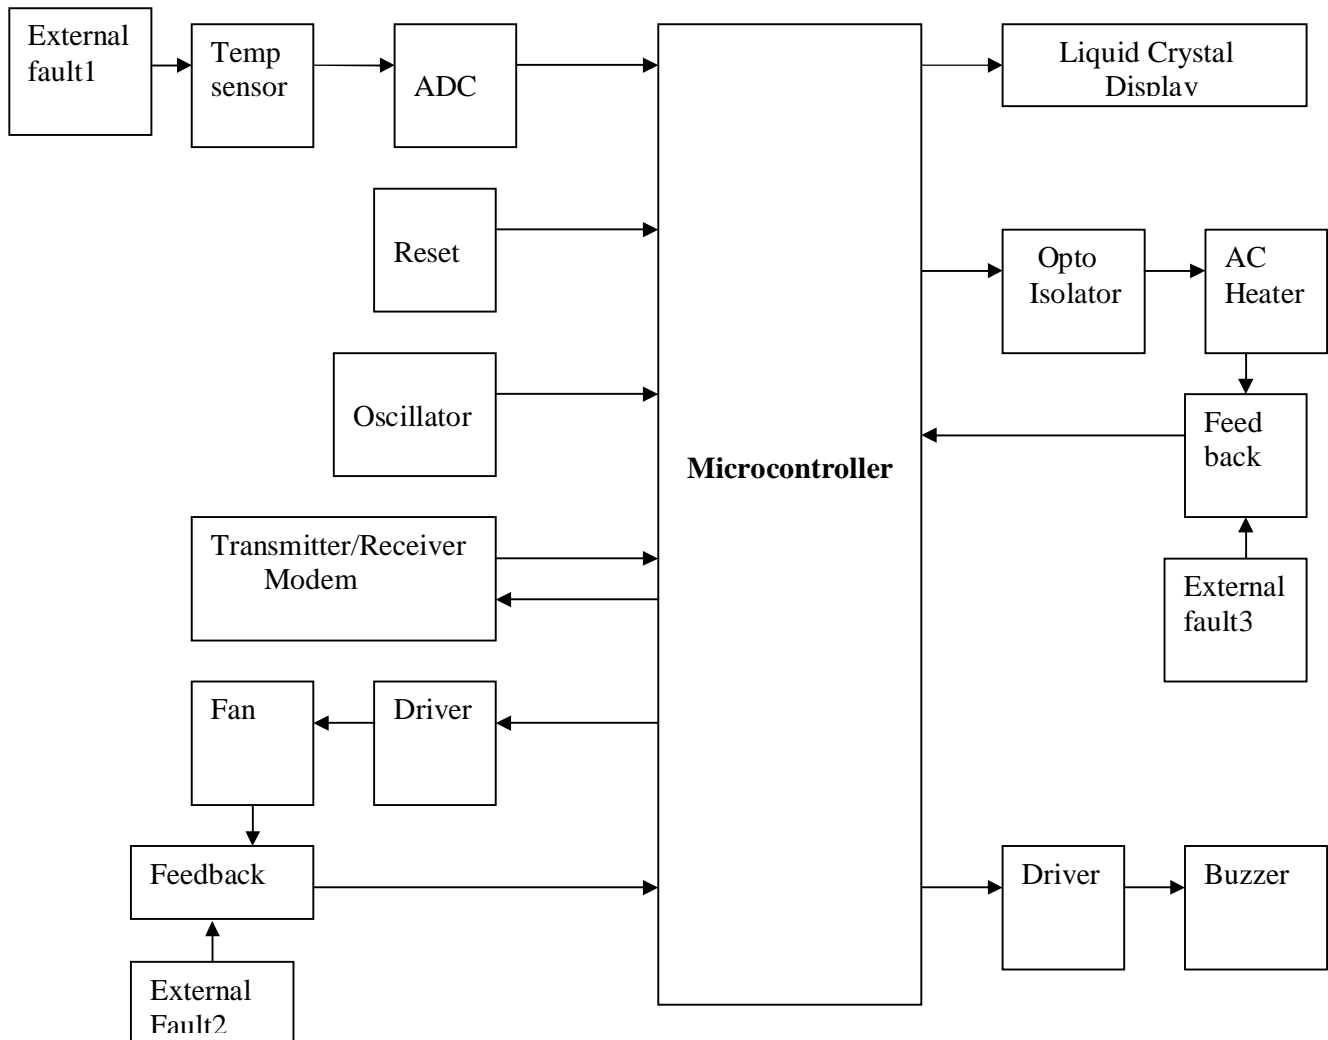 External
fault1
Temp
sensor
ADC
Liquid Crystal
Display
Reset
Opto
Isolator
AC
Heater
Oscillator
Feed
back
Microcontroller
Transmitter/Receiver
Modem
External
fault3
Fan
Driver
Feedback
Driver
Buzzer
External
Fault2